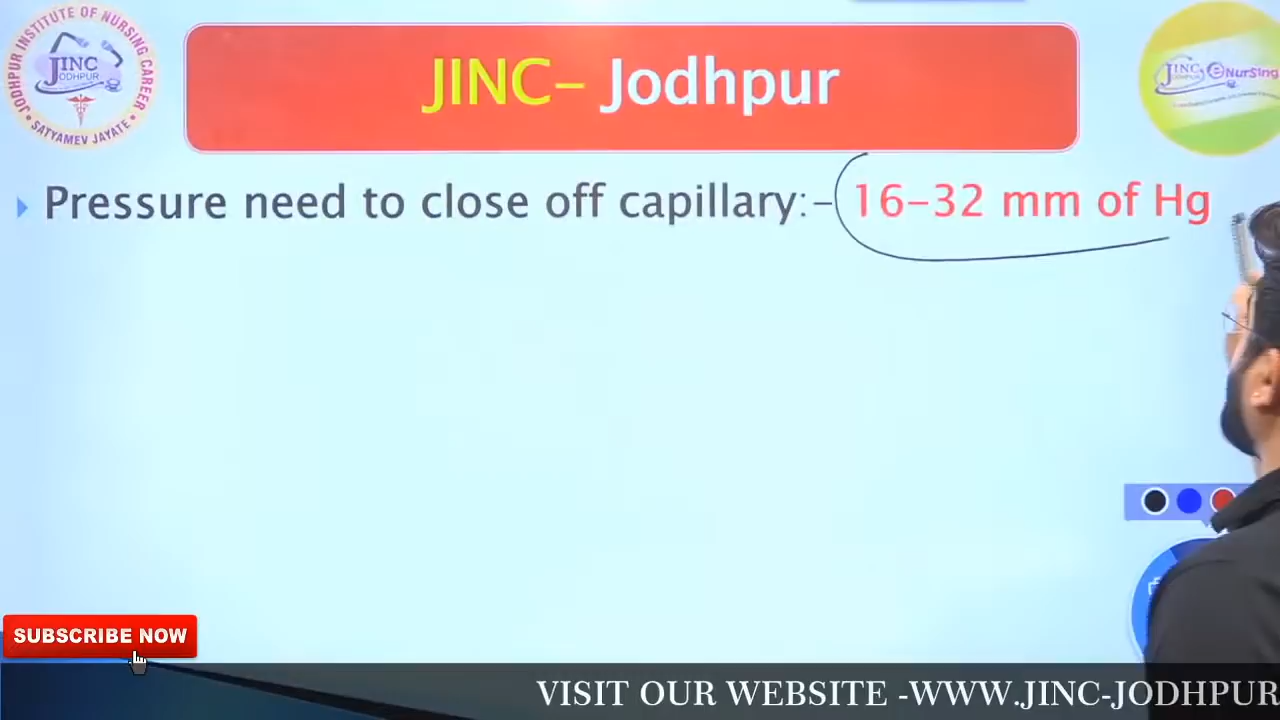 JODHPUR INSTITUTE OF NURSING CAREER
JINC
JODHPUR
SATYAMEV JAYATE
JINC- Jodhpur
JINC
eNursing
Pressure need to close off capillary:- 16-32 mm of Hg
SUBSCRIBE NOW
VISIT OUR WEBSITE -WWW.JINC-JODHPUR